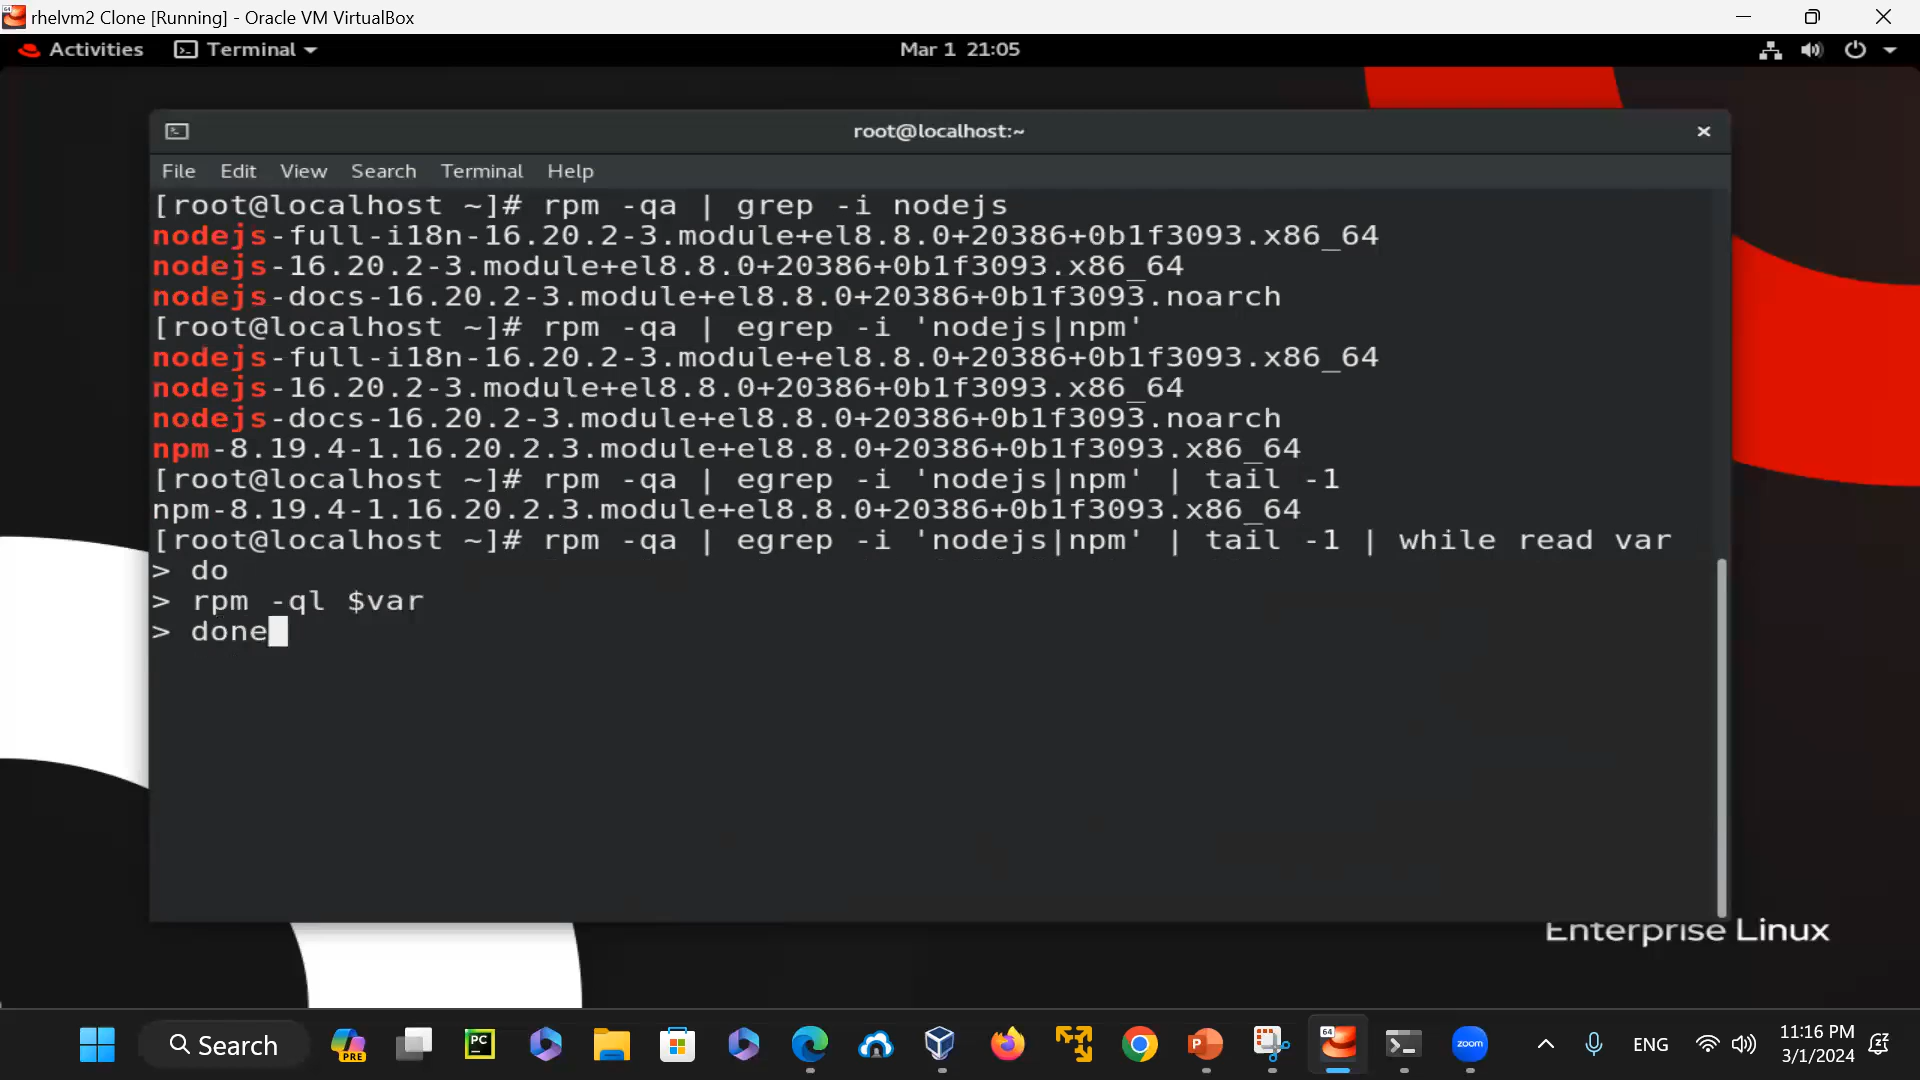 rhelvm2 Clone [Running] - Oracle VM VirtualBox
Activities Terminal Mar 1 21:05
root@localhost:~
File Edit View Search Terminal Help
[root@localhost ~]# rpm -qa | grep -i nodejs
nodejs-full-i18n-16.20.2-3.module+el8.8.0+20386+0b1f3093.x86_64
nodejs-16.20.2-3.module+el8.8.0+20386+0b1f3093.x86_64
nodejs-docs-16.20.2-3.module+el8.8.0+20386+0b1f3093.noarch
[root@localhost ~]# rpm -qa | egrep -i 'nodejs|npm'
nodejs-full-i18n-16.20.2-3.module+el8.8.0+20386+0b1f3093.x86_64
nodejs-16.20.2-3.module+el8.8.0+20386+0b1f3093.x86_64
nodejs-docs-16.20.2-3.module+el8.8.0+20386+0b1f3093.noarch
npm-8.19.4-1.16.20.2.3.module+el8.8.0+20386+0b1f3093.x86_64
[root@localhost ~]# rpm -qa | egrep -i 'nodejs|npm' | tail -1
npm-8.19.4-1.16.20.2.3.module+el8.8.0+20386+0b1f3093.x86_64
[root@localhost ~]# rpm -qa | egrep -i 'nodejs|npm' | tail -1 | while read var
> do
> rpm -ql $var
> done
Enterprise Linux
Search PRE PC P 64 zoom ENG 11:16 PM
3/1/2024